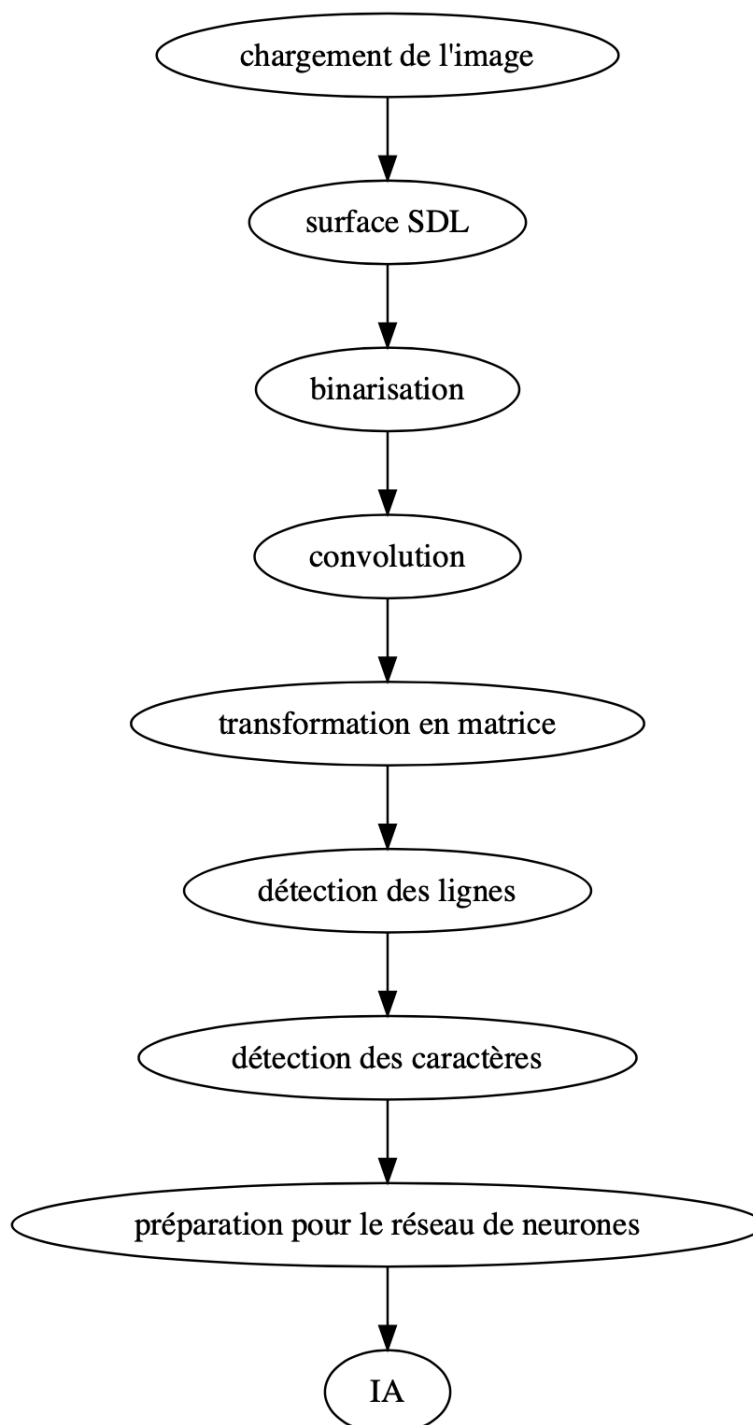 chargement de l'image
surface SDL
binarisation
convolution
transformation en matrice
détection des lignes
détection des caractères
préparation pour le réseau de neurones
IA